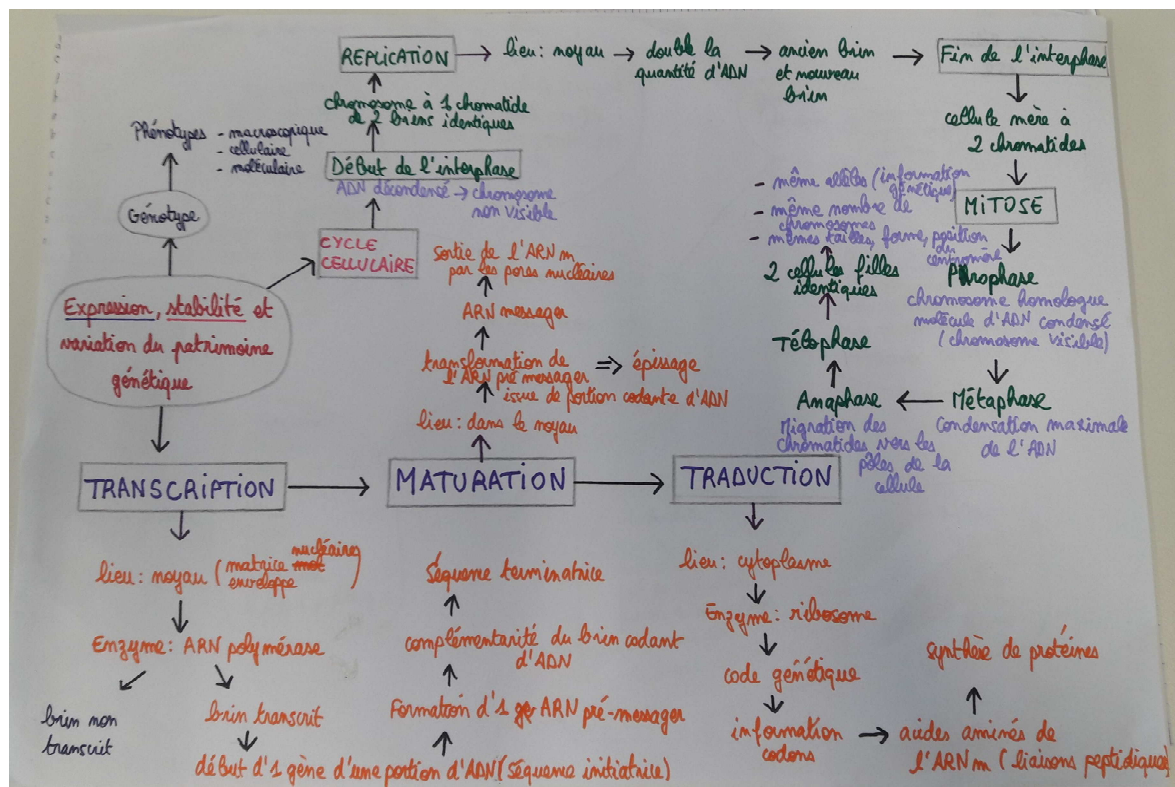 REPLICATION
lieu: noyau
double la
quantité d'ADN
ancien brin
et nouveau
brin
Fin de l'interphase
chromosome à 1 chromatide
de 2 brins identiques
cellule mère à
2 chromatides
Phénotypes - macroscopique
- cellulaire
- moléculaire
Début de l'interphase
ADN décondensé → chromosome
non visible
- même allèles (information
génétique)
- même nombre de
chromosomes
- mêmes tailles, forme, position
du
centromère
MITOSE
Génotype
CYCLE
CELLULAIRE
sortie de l'ARN m
par les pores nucléaires
2 cellules filles
identiques
Prophase
chromosome homologue
molécule d'ADN condensé
(chromosome visible)
Expression, stabilité et
variation du patrimoine
génétique
ARN messager
transformation de
l'ARN pré messager
issue de portion codante d'ADN
⇒ épissage
Télophase
lieu: dans le noyau
Anaphase
Migration des
chromatides vers les
pôles de la
cellule
Métaphase
Condensation maximale
de l'ADN
TRANSCRIPTION
MATURATION
TRADUCTION
lieu: noyau (matrice nucléaire)
enveloppe
Enzyme: ARN polymérase
brin non
transcrit
brin transcrit
début d'1 gène d'une portion d'ADN (séquence initiatrice)
Formation d'1 ARN pré-messager
complémentarité du brin codant
d'ADN
Séquence terminatrice
lieu: cytoplasme
Enzyme: ribosome
code génétique
information
codons
acides aminés de
l'ARN m (liaisons peptidiques)
synthèse de protéines